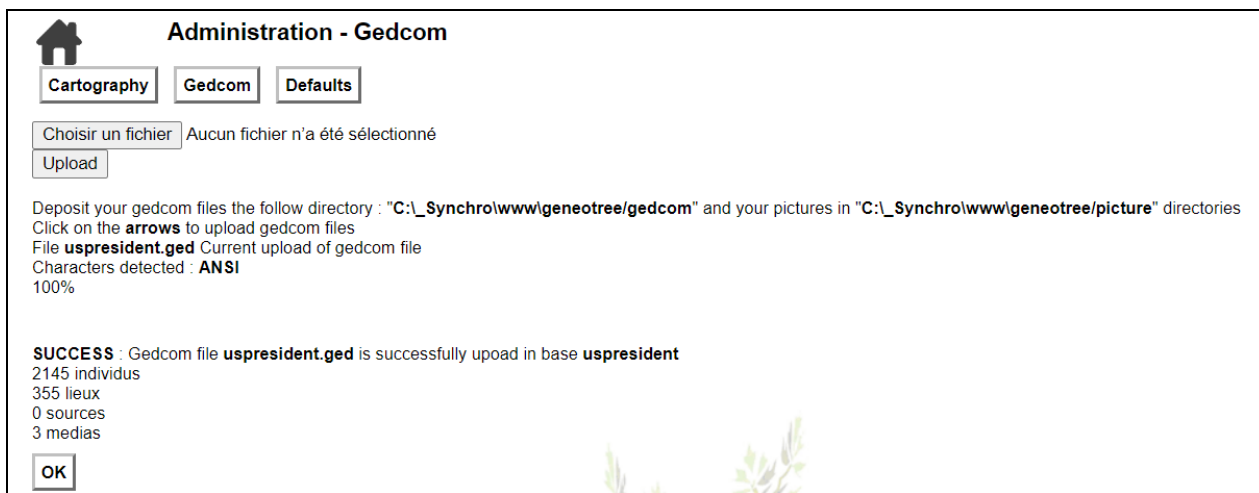 Administration - Gedcom
Cartography Gedcom Defaults
Choisir un fichier Aucun fichier n'a été sélectionné
Upload
Deposit your gedcom files the follow directory : "C:\_Synchro\www\geneotree/gedcom" and your pictures in "C:\_Synchro\www\geneotree/picture" directories
Click on the arrows to upload gedcom files
File uspresident.ged Current upload of gedcom file
Characters detected : ANSI
100%
SUCCESS : Gedcom file uspresident.ged is successfully upoad in base uspresident
2145 individus
355 lieux
0 sources
3 medias
OK